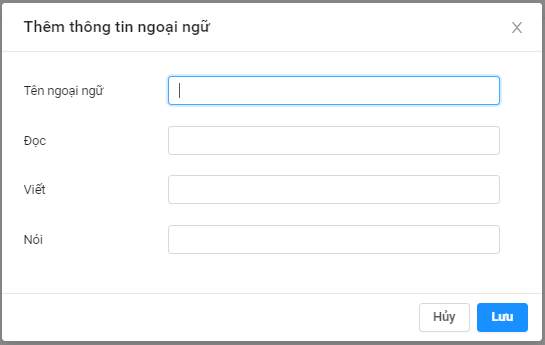 Thêm thông tin ngoại ngữ
Tên ngoại ngữ
Đọc
Viết
Nói
Hủy Lưu